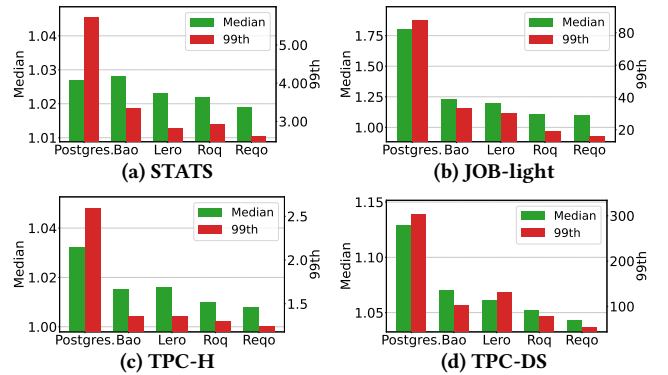 1.04
1.03
1.02
1.01
Median
5.00
4.00
3.00
99th
Median
99th
Postgres. Bao Lero Roq Reqo
(a) STATS
1.75
1.50
1.25
1.00
Median
80
60
40
20
99th
Median
99th
Postgres. Bao Lero Roq Reqo
(b) JOB-light
1.04
1.02
1.00
Median
2.5
2.0
1.5
99th
Median
99th
Postgres. Bao Lero Roq Reqo
(c) TPC-H
1.15
1.10
1.05
Median
300
200
100
99th
Median
99th
Postgres. Bao Lero Roq Reqo
(d) TPC-DS